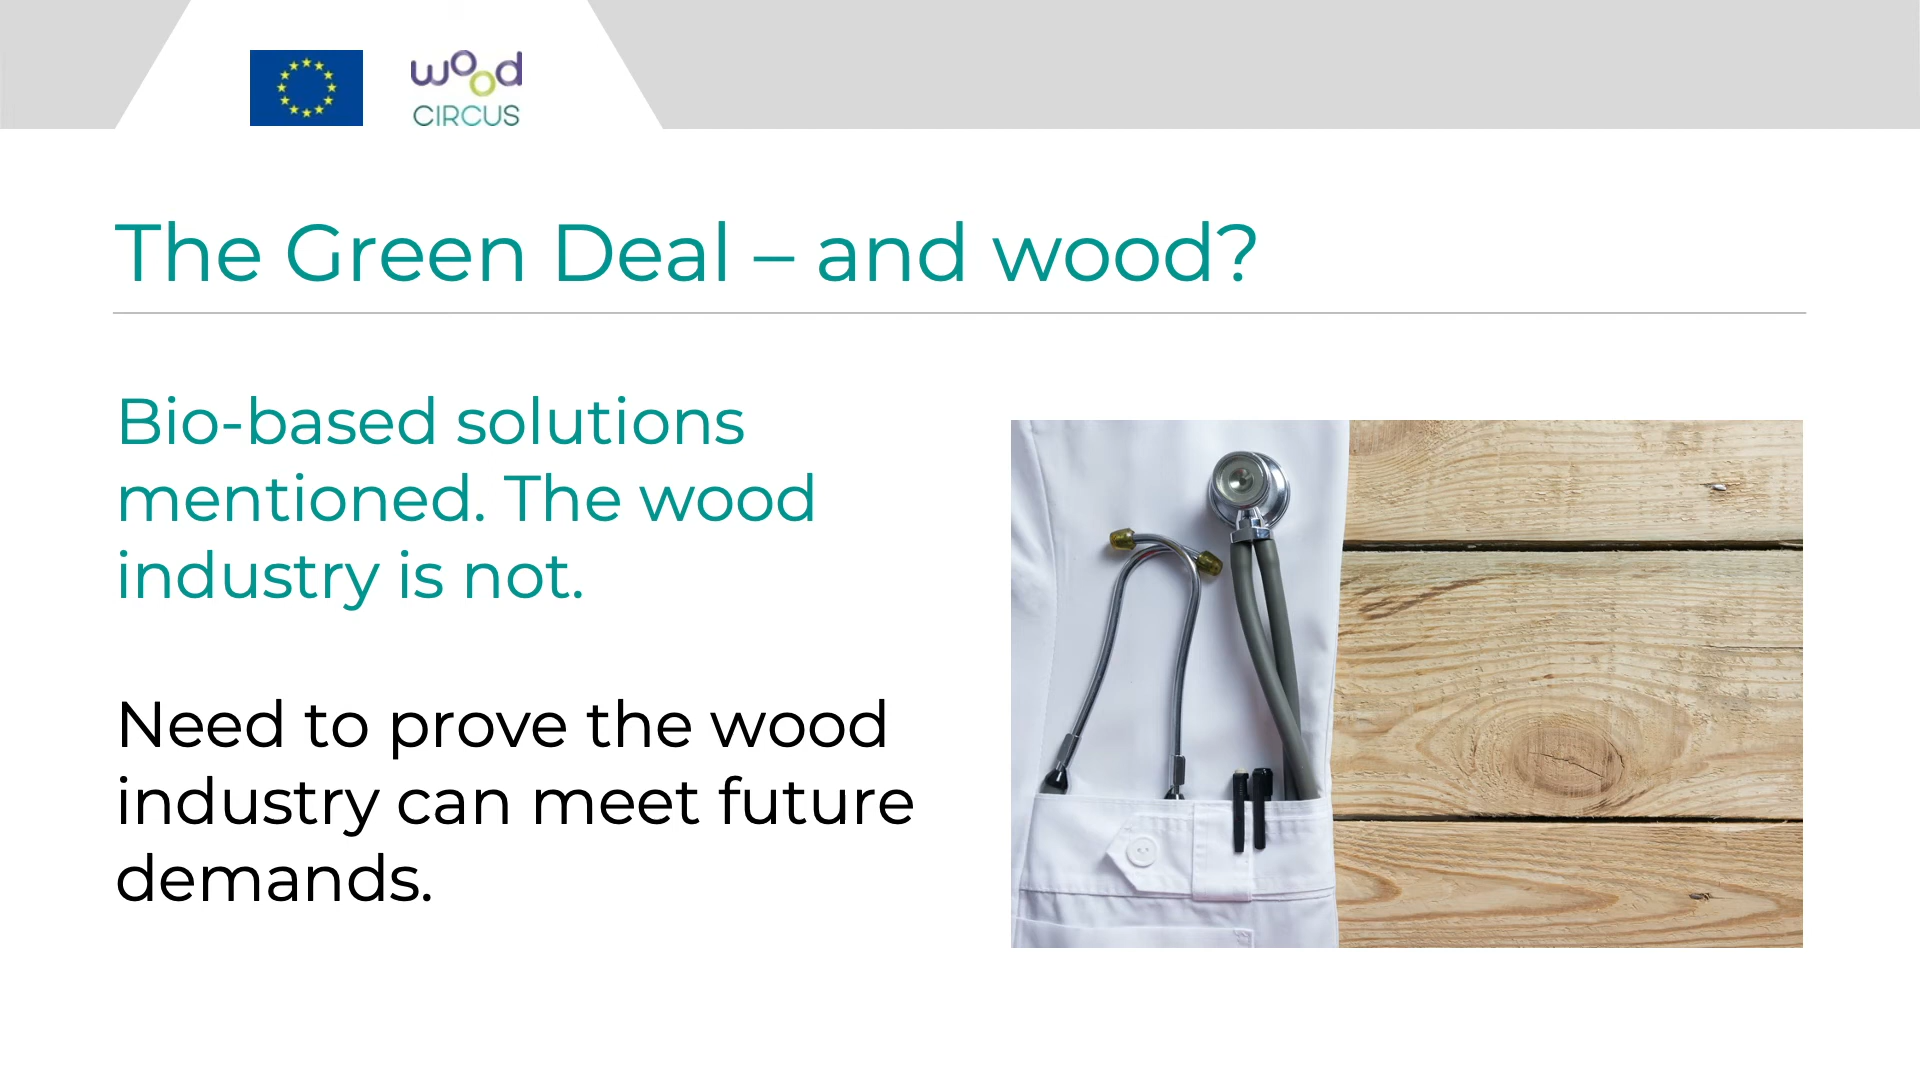 wood
CIRCUS
The Green Deal – and wood?
Bio-based solutions
mentioned. The wood
industry is not.
Need to prove the wood
industry can meet future
demands.